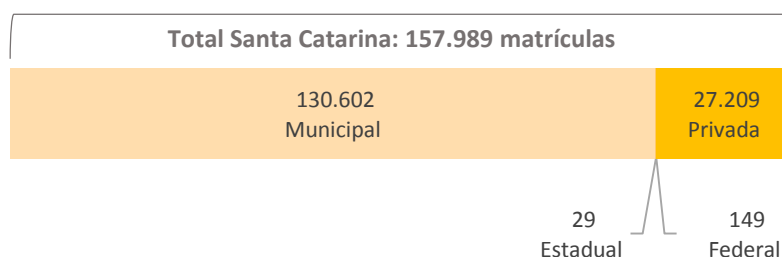 Total Santa Catarina: 157.989 matrículas
130.602
Municipal
27.209
Privada
29
Estadual
149
Federal